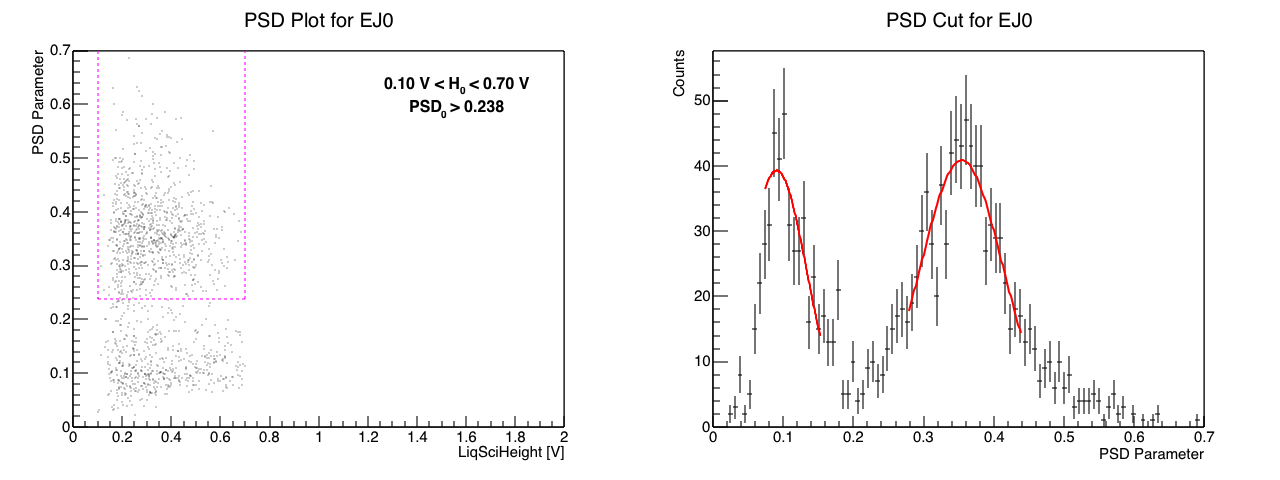 PSD Plot for EJ0
PSD Parameter
0.7
0.6
0.5
0.4
0.3
0.2
0.1
0
0.10 V < H₀ < 0.70 V
PSD₀ > 0.238
0 0.2 0.4 0.6 0.8 1 1.2 1.4 1.6 1.8 2
LiqSciHeight [V]
PSD Cut for EJ0
Counts
50
40
30
20
10
0
0 0.1 0.2 0.3 0.4 0.5 0.6 0.7
PSD Parameter